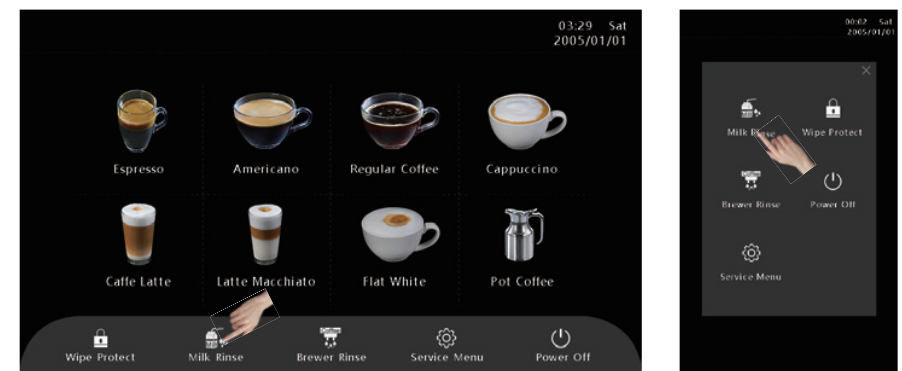 03:29 Sat
2005/01/01
Espresso
Americano
Regular Coffee
Cappuccino
Caffe Latte
Latte Macchiato
Flat White
Pot Coffee
Wipe Protect
Milk Rinse
Brewer Rinse
Service Menu
Power Off
00:02 Sat
2005/01/01
Milk Rinse
Wipe Protect
Brewer Rinse
Power Off
Service Menu